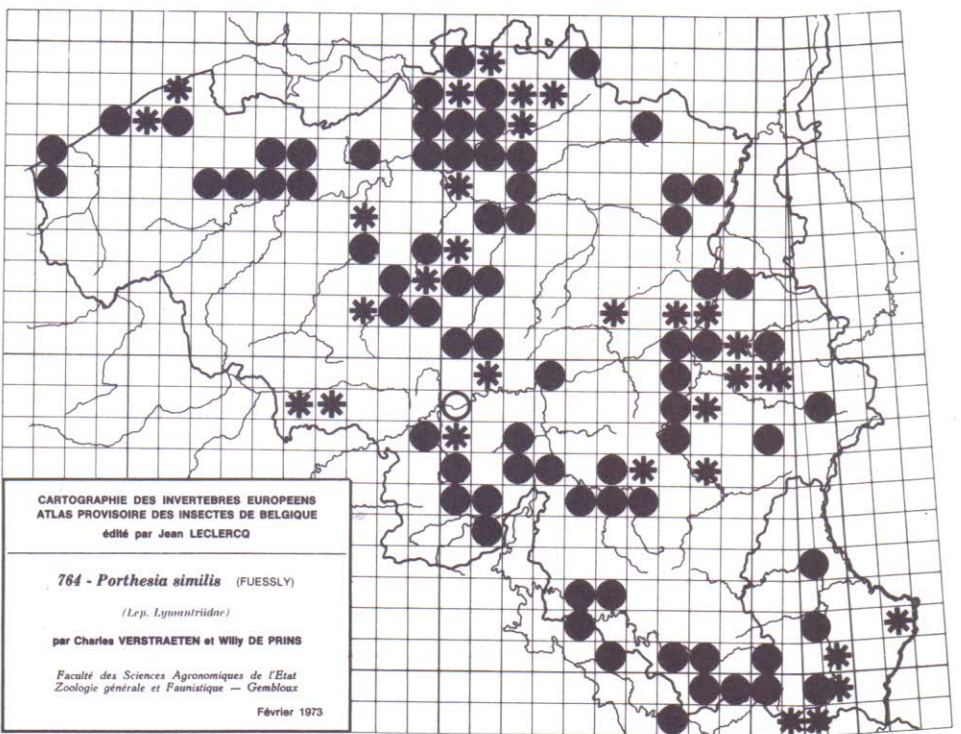 CARTOGRAPHIE DES INVERTEBRES EUROPEENS
ATLAS PROVISOIRE DES INSECTES DE BELGIQUE
édité par Jean LECLERCQ
764 - Porthesia similis (FUESSLY)
(Lep. Lymantriidae)
par Charles VERSTRAETEN et Willy DE PRINS
Faculté des Sciences Agronomiques de l'Etat
Zoologie générale et Faunistique — Gembloux
Février 1973